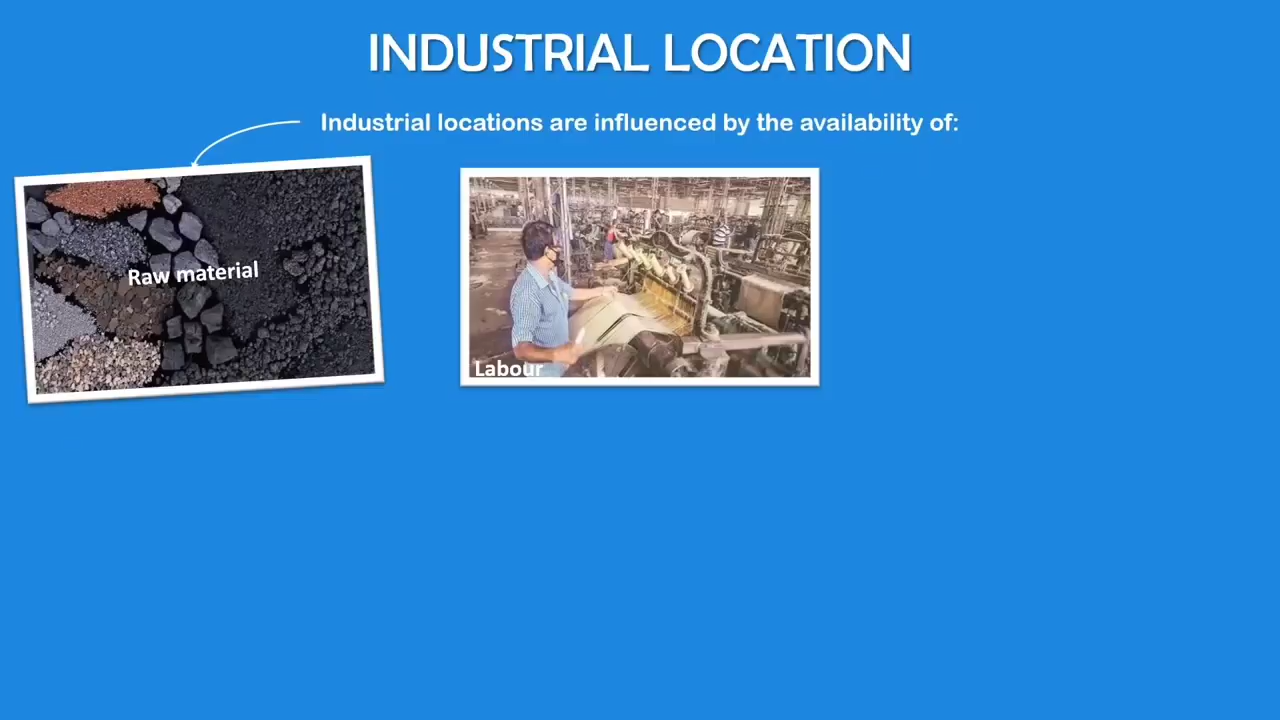 INDUSTRIAL LOCATION
Industrial locations are influenced by the availability of:
Raw material
Labour